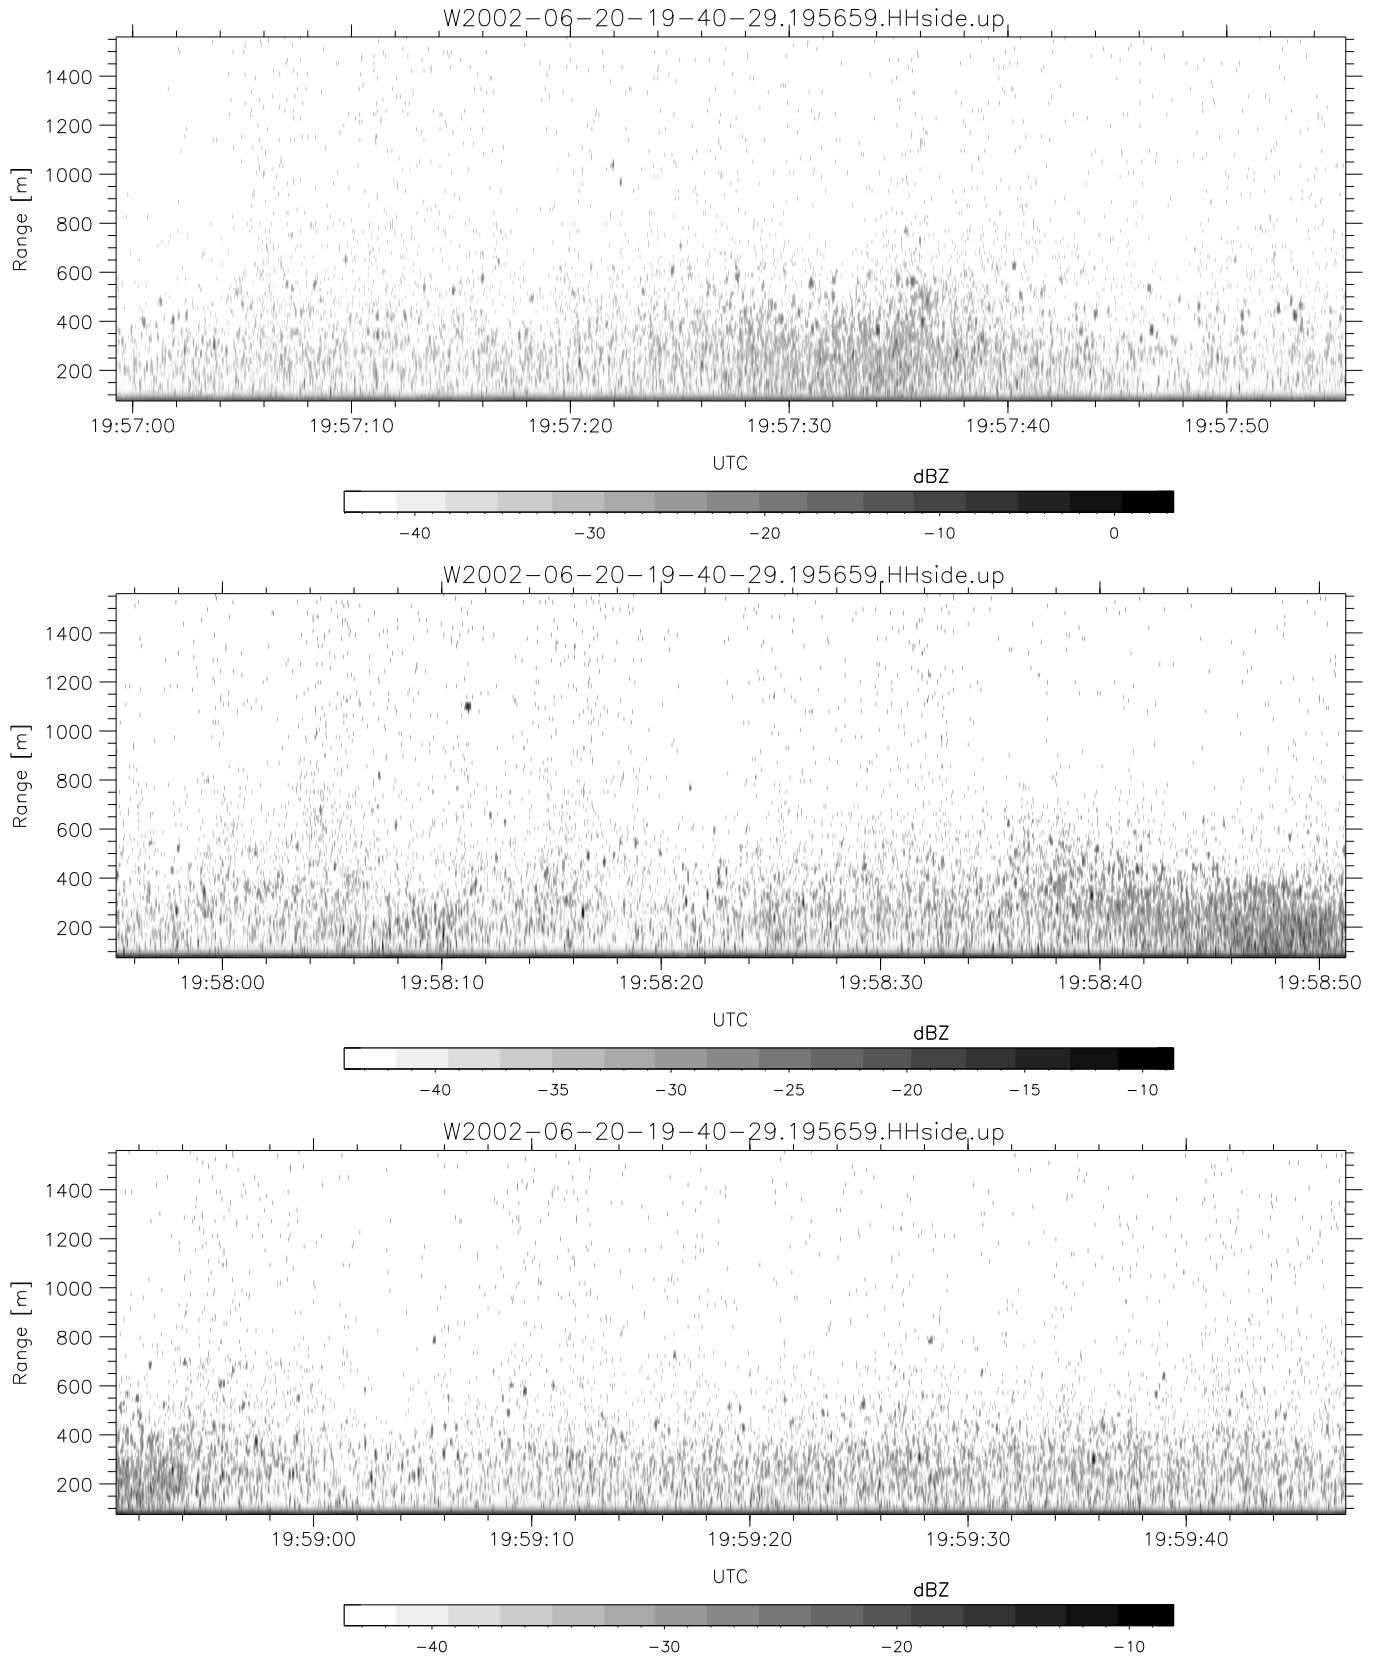 W2002-06-20-19-40-29.195659.HHside.up
1400
1200
1000
800
600
400
200
Range [m]
19:57:00 19:57:10 19:57:20 19:57:30 19:57:40 19:57:50
UTC
dBZ
-40 -30 -20 -10 0
W2002-06-20-19-40-29.195659.HHside.up
1400
1200
1000
800
600
400
200
Range [m]
19:58:00 19:58:10 19:58:20 19:58:30 19:58:40 19:58:50
UTC
dBZ
-40 -35 -30 -25 -20 -15 -10
W2002-06-20-19-40-29.195659.HHside.up
1400
1200
1000
800
600
400
200
Range [m]
19:59:00 19:59:10 19:59:20 19:59:30 19:59:40
UTC
dBZ
-40 -30 -20 -10